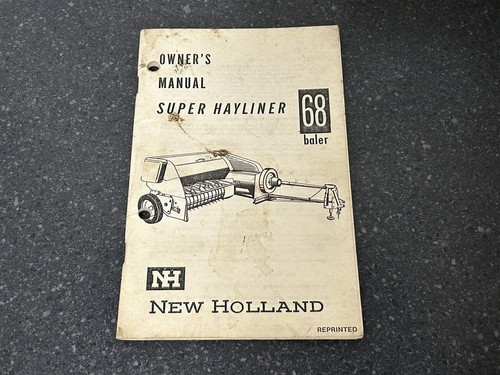 OWNER'S
MANUAL
SUPER HAYLINER 68
baler
NH
NEW HOLLAND
REPRINTED